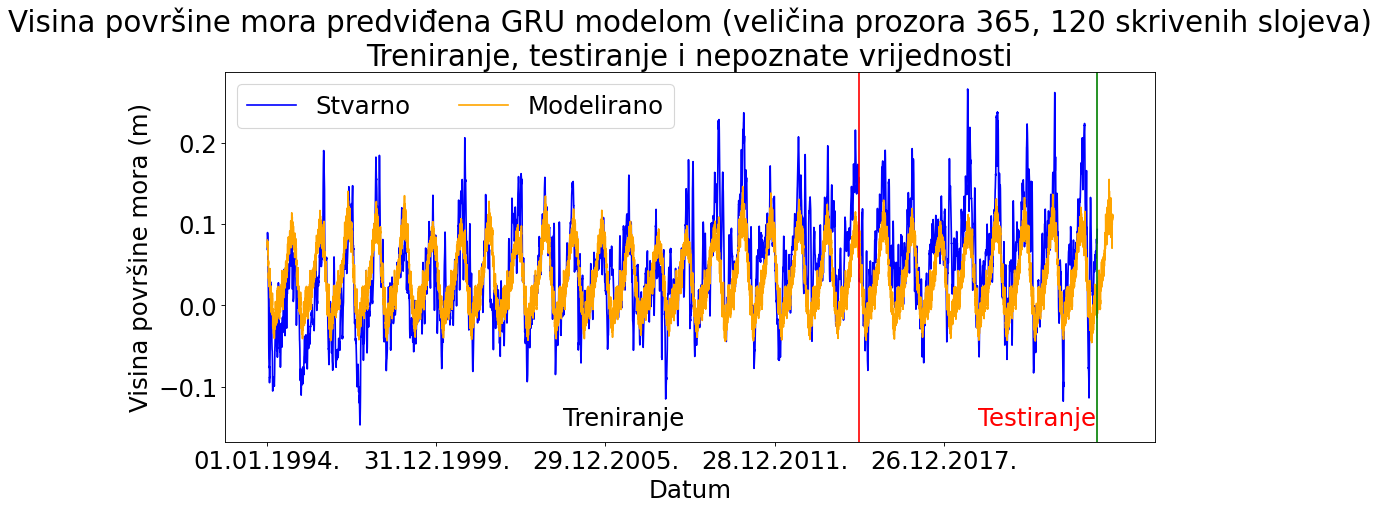 Visina površine mora predviđena GRU modelom (veličina prozora 365, 120 skrivenih slojeva)
Treniranje, testiranje i nepoznate vrijednosti
Stvarno
Modelirano
Visina površine mora (m)
0.2
0.1
0.0
−0.1
Treniranje
Testiranje
01.01.1994.
31.12.1999.
29.12.2005.
28.12.2011.
26.12.2017.
Datum